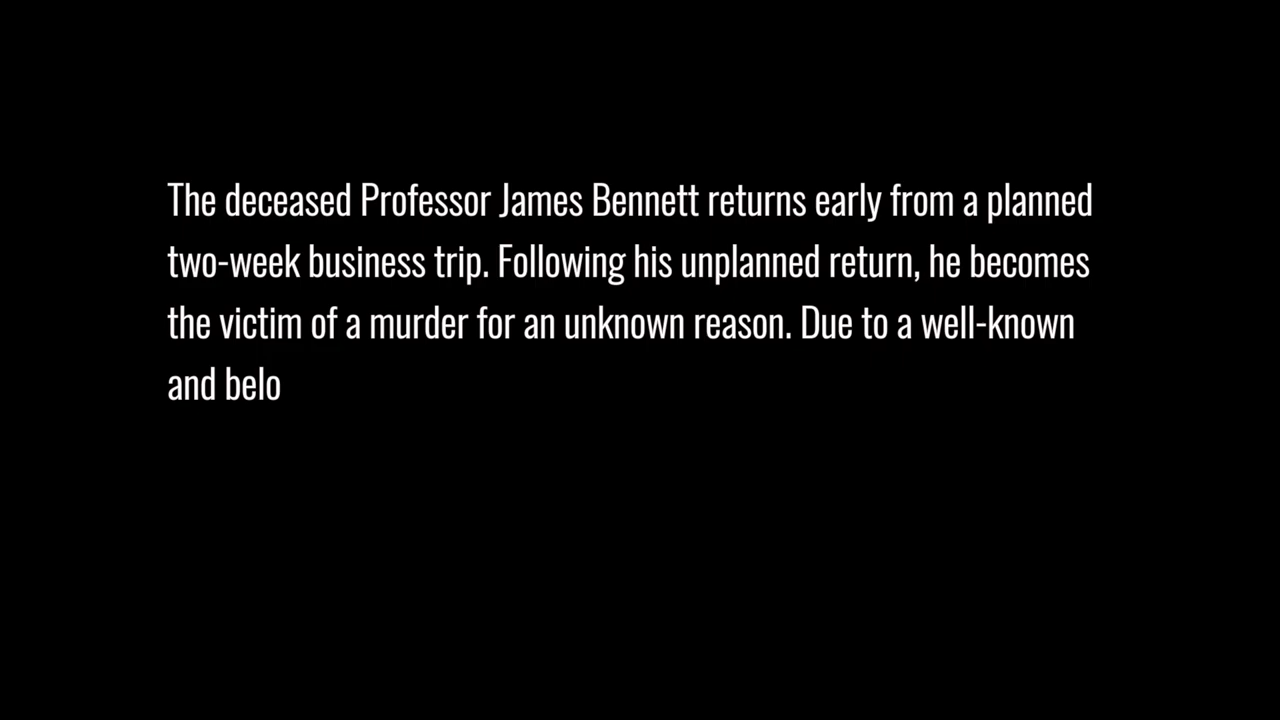 The deceased Professor James Bennett returns early from a planned
two-week business trip. Following his unplanned return, he becomes
the victim of a murder for an unknown reason. Due to a well-known
and belo